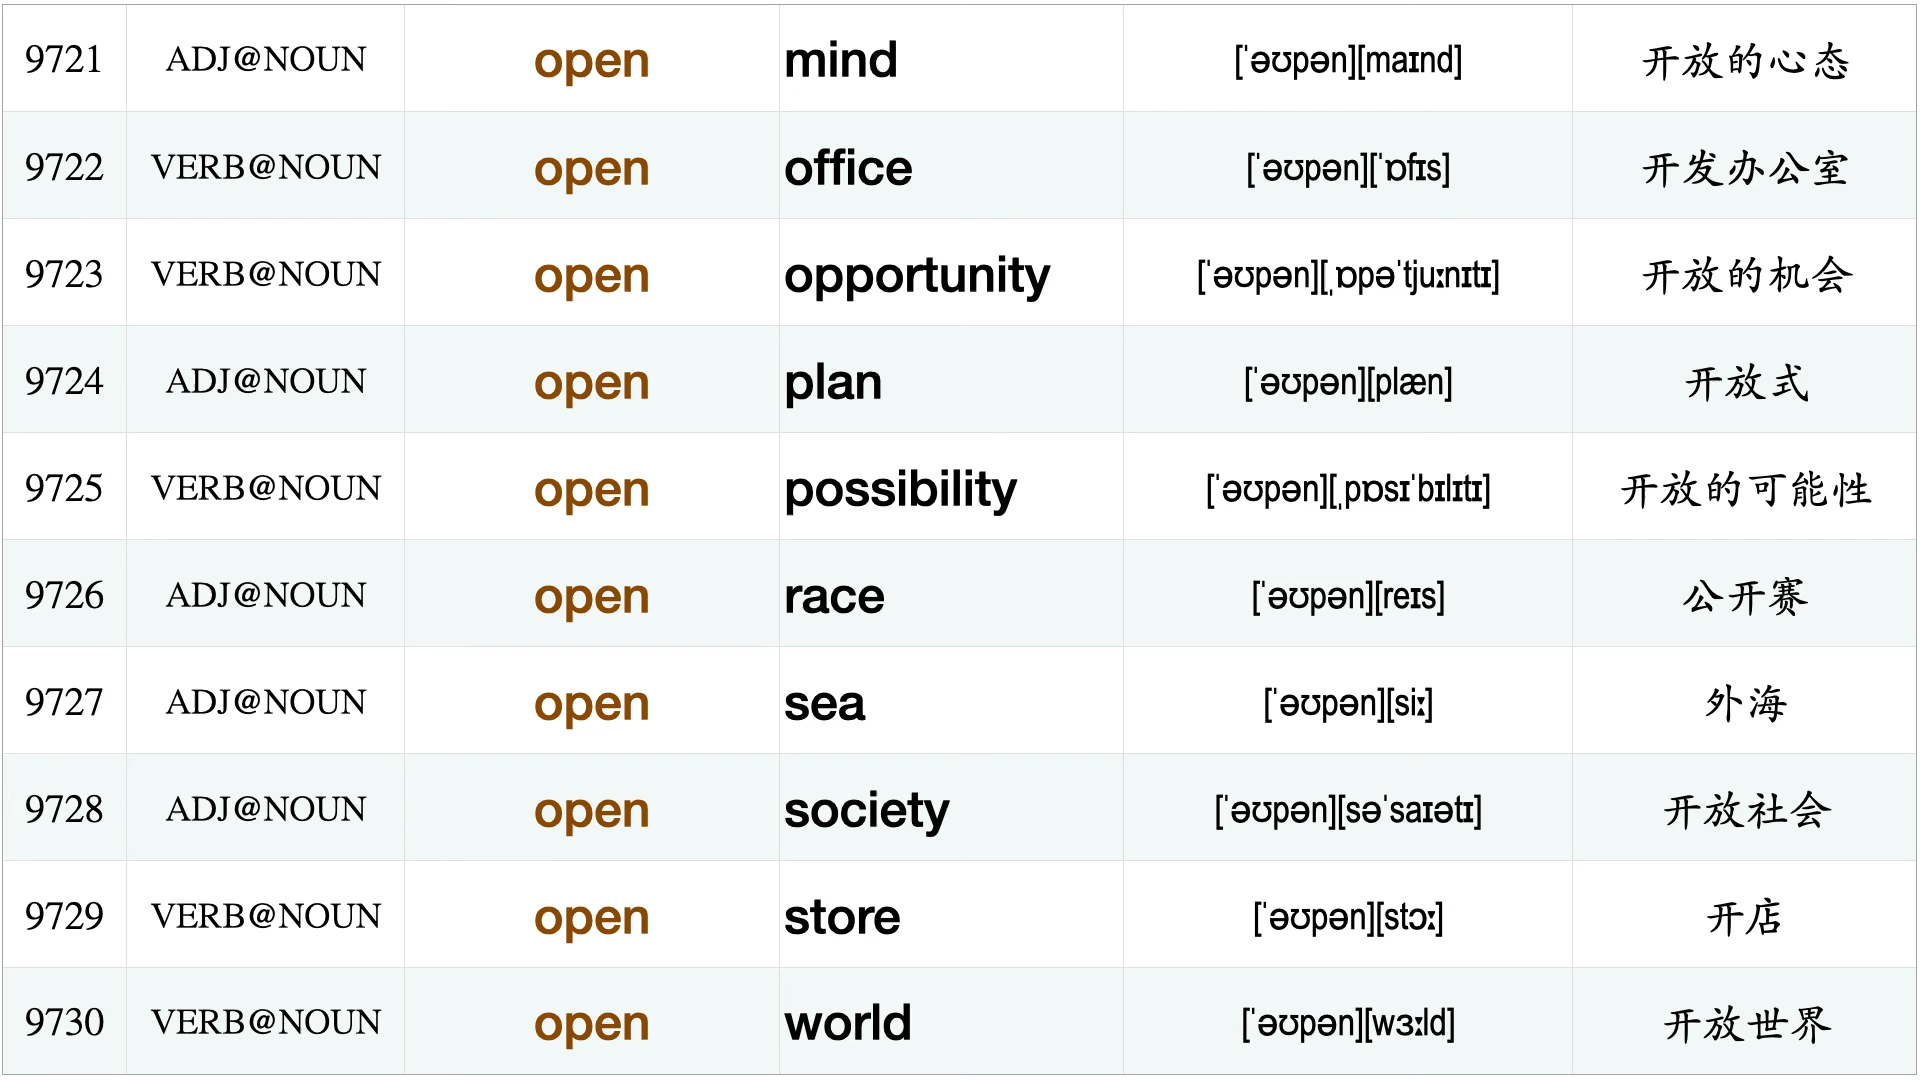 9721 ADJ@NOUN open mind [ˈəʊpən][maɪnd] 开放的心态
9722 VERB@NOUN open office [ˈəʊpən][ˈɒfɪs] 开发办公室
9723 VERB@NOUN open opportunity [ˈəʊpən][ˌɒpəˈtjuːnɪtɪ] 开放的机会
9724 ADJ@NOUN open plan [ˈəʊpən][plæn] 开放式
9725 VERB@NOUN open possibility [ˈəʊpən][ˌpɒsɪˈbɪlɪtɪ] 开放的可能性
9726 ADJ@NOUN open race [ˈəʊpən][reɪs] 公开赛
9727 ADJ@NOUN open sea [ˈəʊpən][siː] 外海
9728 ADJ@NOUN open society [ˈəʊpən][səˈsaɪətɪ] 开放社会
9729 VERB@NOUN open store [ˈəʊpən][stɔː] 开店
9730 VERB@NOUN open world [ˈəʊpən][wɜːld] 开放世界